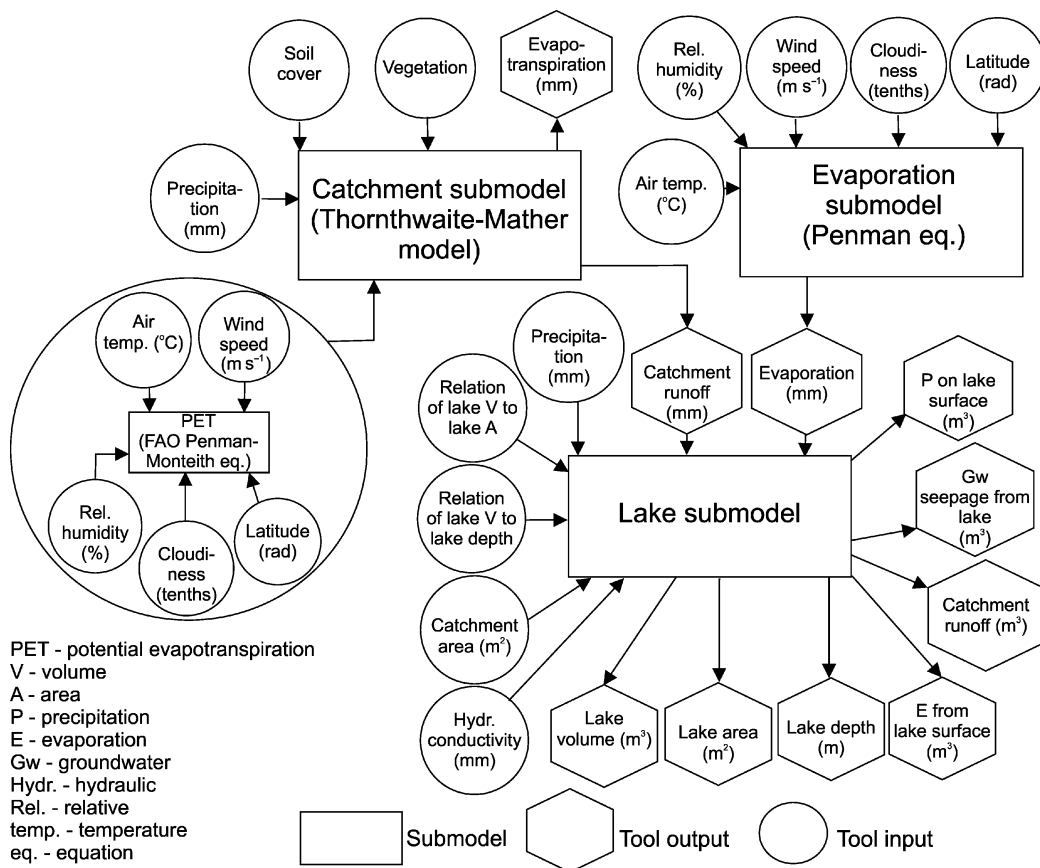 Soil
cover
Vegetation
Evapo-
transpiration
(mm)
Rel.
humidity
(%)
Wind
speed
(m s⁻¹)
Cloudi-
ness
(tenths)
Latitude
(rad)
Precipita-
tion
(mm)
Catchment submodel
(Thornthwaite-Mather
model)
Air temp.
(°C)
Evaporation
submodel
(Penman eq.)
Air
temp. (°C)
Wind
speed
(m s⁻¹)
PET
(FAO Penman-
Monteith eq.)
Rel.
humidity
(%)
Cloudi-
ness
(tenths)
Latitude
(rad)
Precipita-
tion
(mm)
Catchment
runoff
(mm)
Evaporation
(mm)
Relation
of lake V to
lake A
P on lake
surface
(m³)
Relation
of lake V to
lake depth
Lake submodel
Gw
seepage from
lake
(m³)
Catchment
area (m²)
Catchment
runoff (m³)
Hydr.
conductivity
(mm)
Lake
volume (m³)
Lake area
(m²)
Lake depth
(m)
E from
lake surface
(m³)
PET - potential evapotranspiration
V - volume
A - area
P - precipitation
E - evaporation
Gw - groundwater
Hydr. - hydraulic
Rel. - relative
temp. - temperature
eq. - equation
Submodel
Tool output
Tool input